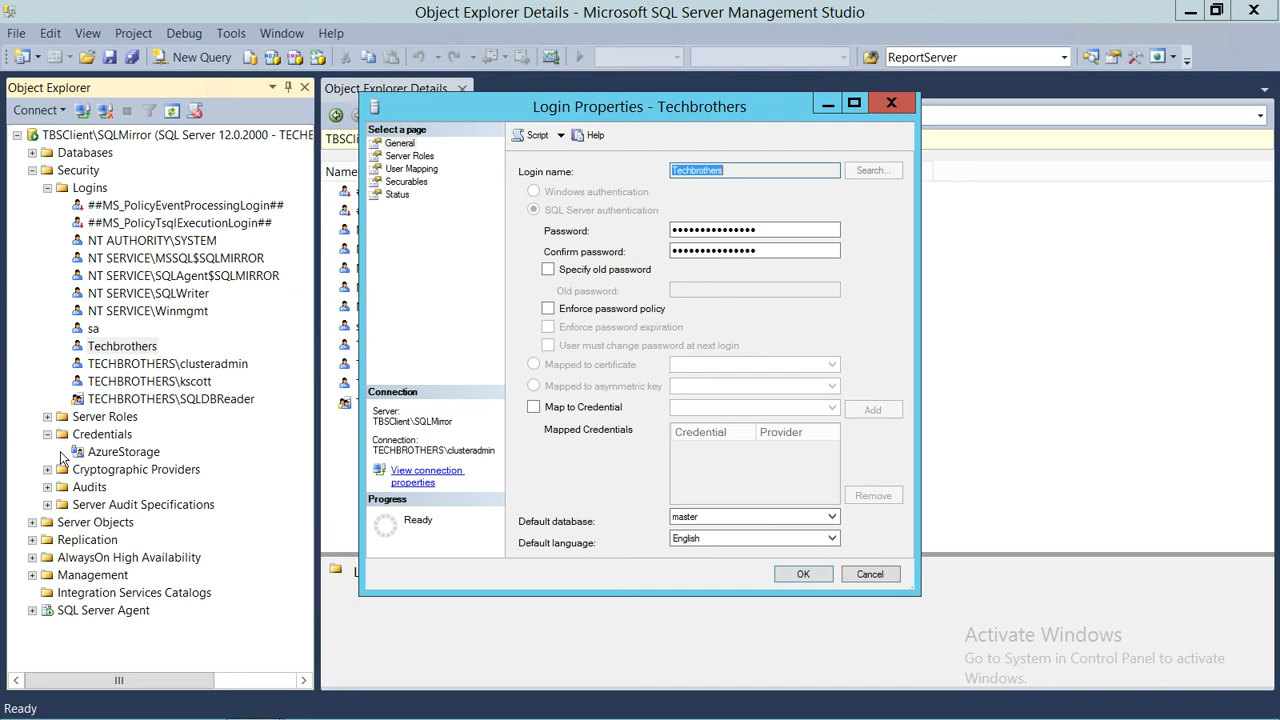 Object Explorer Details - Microsoft SQL Server Management Studio
File Edit View Project Debug Tools Window Help
New Query
ReportServer
Object Explorer
Connect
TBSClient\SQLMirror (SQL Server 12.0.2000 - TECHE
Databases
Security
Logins
##MS_PolicyEventProcessingLogin##
##MS_PolicyTsqlExecutionLogin##
NT AUTHORITY\SYSTEM
NT SERVICE\MSSQL$SQLMIRROR
NT SERVICE\SQLAgent$SQLMIRROR
NT SERVICE\SQLWriter
NT SERVICE\Winmgmt
sa
Techbrothers
TECHBROTHERS\clusteradmin
TECHBROTHERS\kscott
TECHBROTHERS\SQLDBReader
Server Roles
Credentials
AzureStorage
Cryptographic Providers
Audits
Server Audit Specifications
Server Objects
Replication
AlwaysOn High Availability
Management
Integration Services Catalogs
SQL Server Agent
Object Explorer Details
TBSCli
Name
Login Properties - Techbrothers
Select a page
General
Server Roles
User Mapping
Securables
Status
Connection
Server:
TBSClient\SQLMirror
Connection:
TECHBROTHERS\clusteradmin
View connection
properties
Progress
Ready
Script Help
Login name: Techbrothers Search...
Windows authentication
SQL Server authentication
Password: •••••••••••••••
Confirm password: •••••••••••••••
Specify old password
Old password:
Enforce password policy
Enforce password expiration
User must change password at next login
Mapped to certificate
Mapped to asymmetric key
Map to Credential Add
Mapped Credentials Credential Provider
Remove
Default database: master
Default language: English
OK Cancel
Activate Windows
Go to System in Control Panel to activate
Windows.
Ready